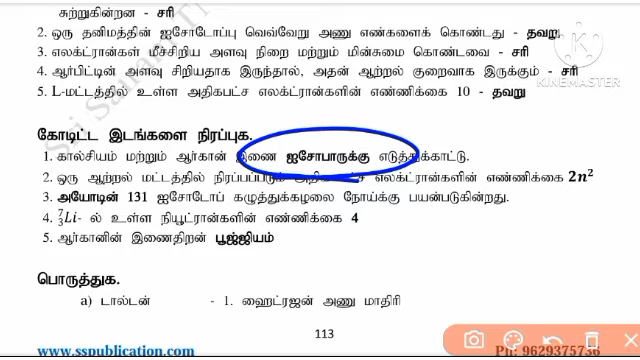 சுற்றுகின்றன - சரி
2. ஒரு தனிமத்தின் ஐசோடோப்பு வெவ்வேறு அணு எண்களைக் கொண்டது - தவறு
3. எலக்ட்ரான்கள் மீச்சிறிய அளவு நிறை மற்றும் மின்சுமை கொண்டவை - சரி
4. ஆர்பிட்டின் அளவு சிறியதாக இருந்தால், அதன் ஆற்றல் குறைவாக இருக்கும் - சரி
5. L-மட்டத்தில் உள்ள அதிகபட்ச எலக்ட்ரான்களின் எண்ணிக்கை 10 - தவறு
KINEMASTER
கோடிட்ட இடங்களை நிரப்புக.
1. கால்சியம் மற்றும் ஆர்கான் இணை ஐசோபாருக்கு எடுத்துக்காட்டு.
2. ஒரு ஆற்றல் மட்டத்தில் நிரப்பப்படும் அதிகபட்ச எலக்ட்ரான்களின் எண்ணிக்கை 2n²
3. அயோடின் 131 ஐசோடோப் கழுத்துக்கழலை நோய்க்கு பயன்படுகின்றது.
4. ⁷₃Li- ல் உள்ள நியூட்ரான்களின் எண்ணிக்கை 4
5. ஆர்கானின் இணைதிறன் பூஜ்ஜியம்
பொருத்துக.
a) டால்டன் - 1. ஹைட்ரஜன் அணு மாதிரி
113
www.sspublication.com Ph: 9629375736